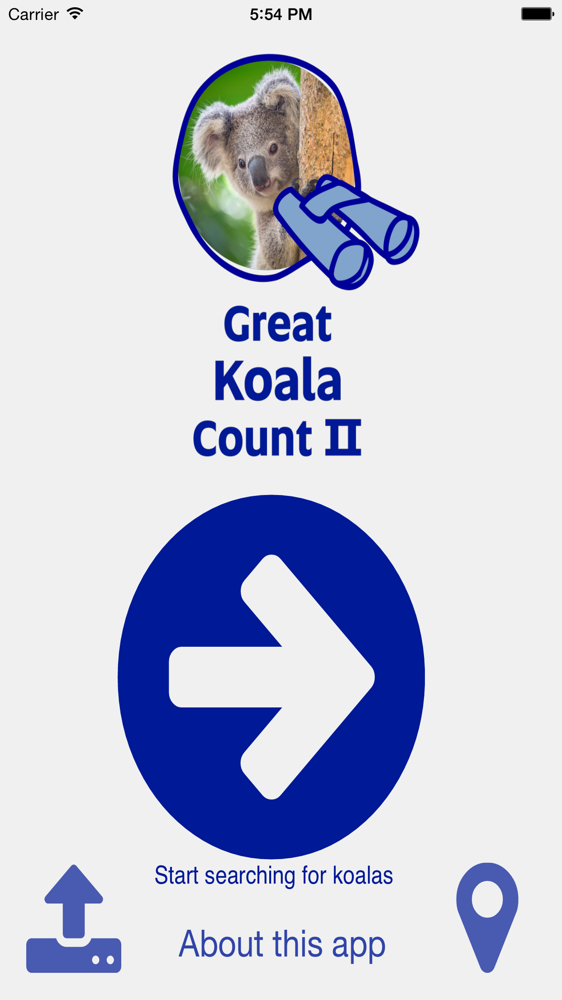 Carrier 5:54 PM
Great
Koala
Count II
Start searching for koalas
About this app